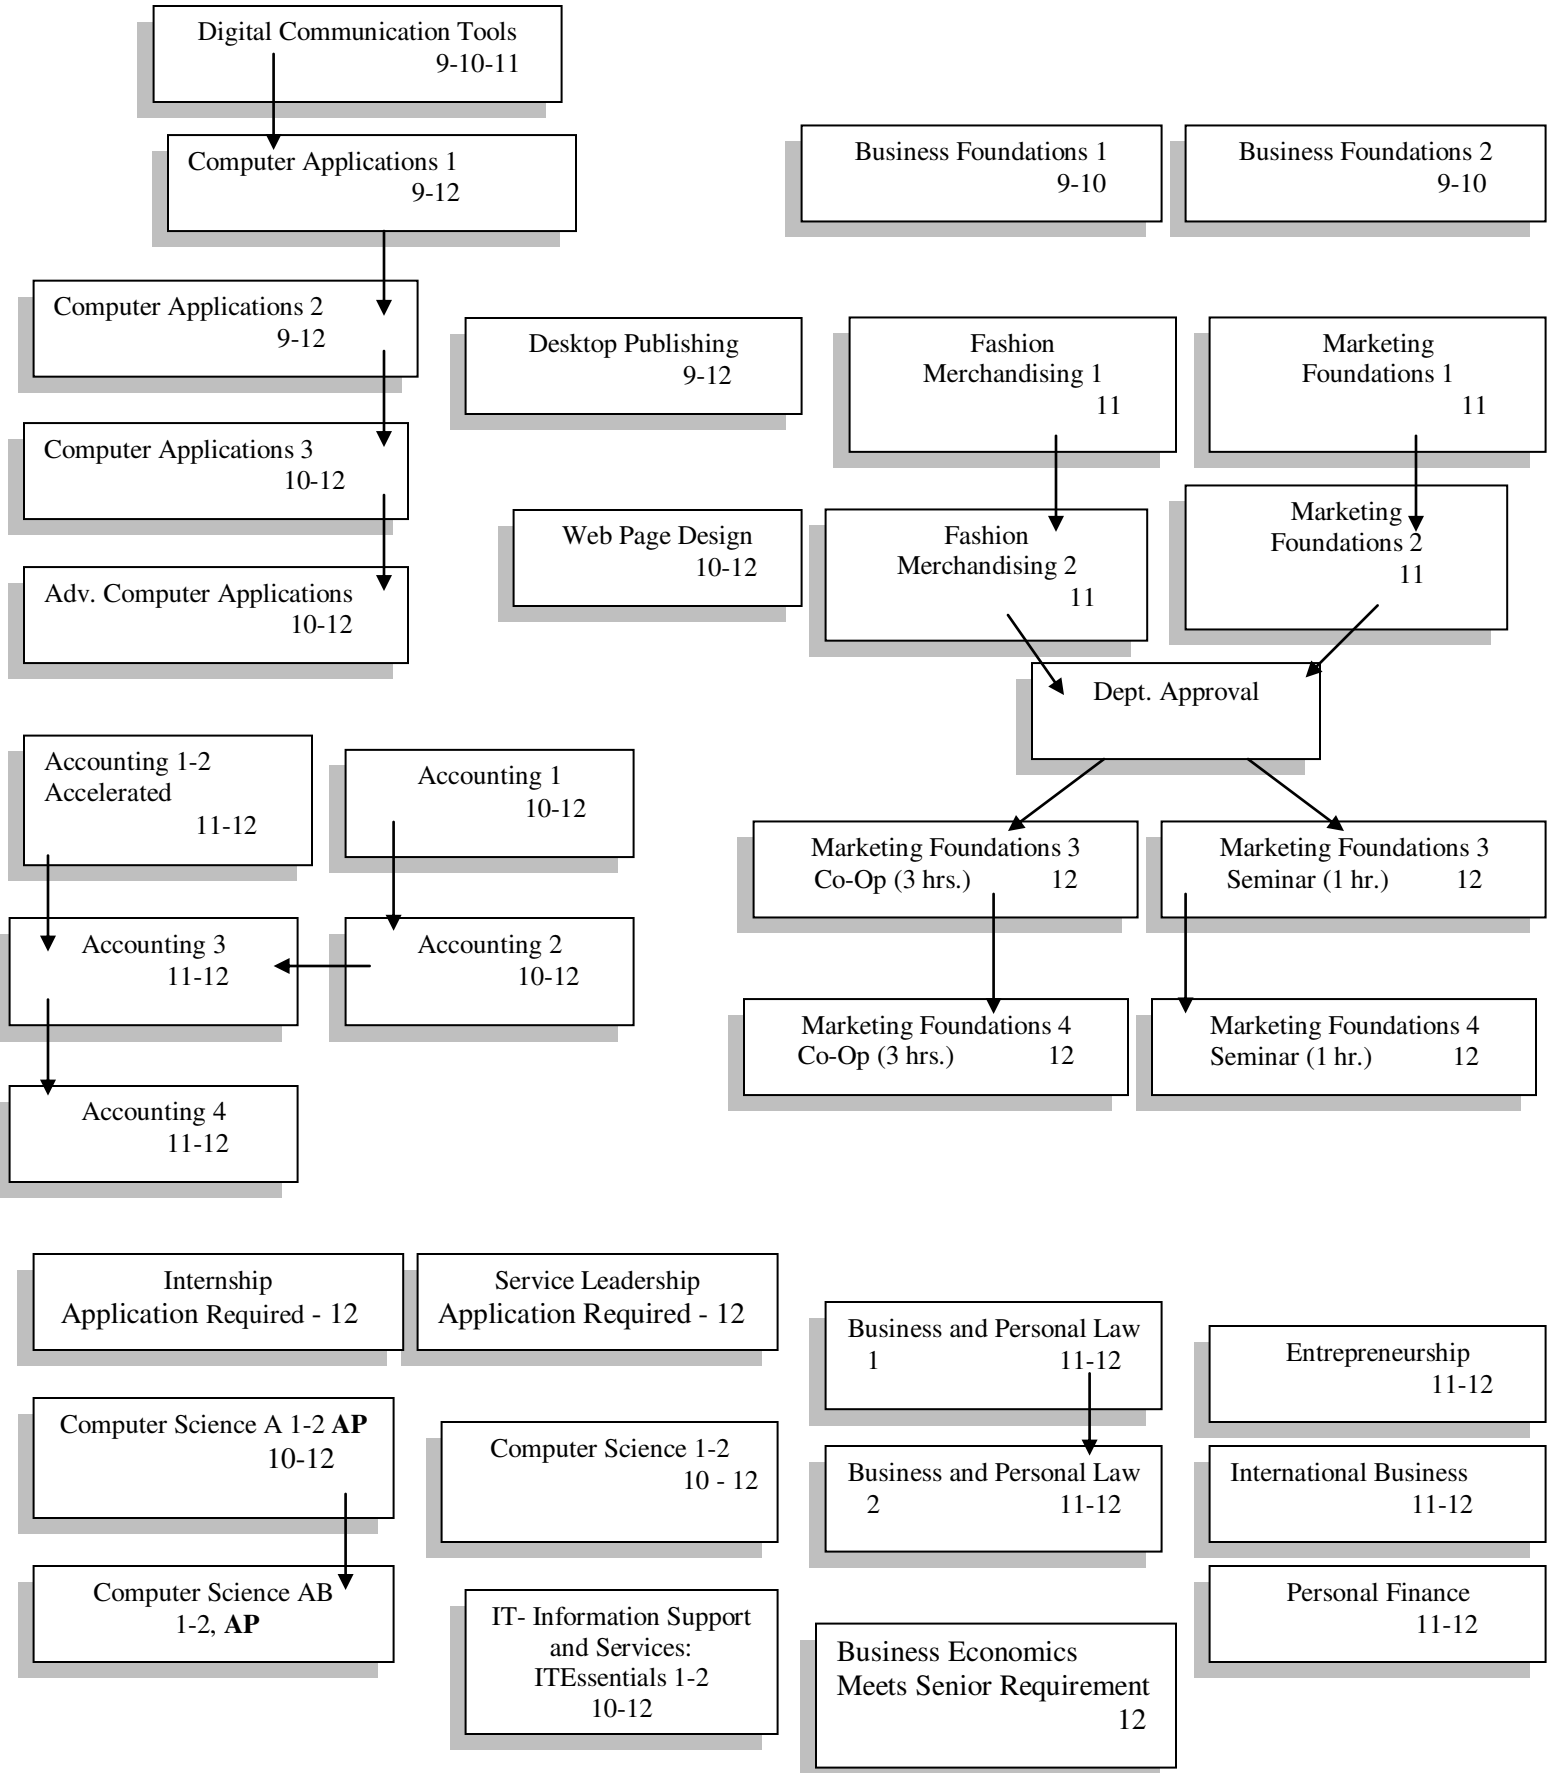 Digital Communication Tools
9-10-11
Computer Applications 1
9-12
Business Foundations 1
9-10
Business Foundations 2
9-10
Computer Applications 2
9-12
Desktop Publishing
9-12
Fashion
Merchandising 1
11
Marketing
Foundations 1
11
Computer Applications 3
10-12
Web Page Design
10-12
Fashion
Merchandising 2
11
Marketing
Foundations 2
11
Adv. Computer Applications
10-12
Dept. Approval
Accounting 1-2
Accelerated
11-12
Accounting 1
10-12
Marketing Foundations 3
Co-Op (3 hrs.) 12
Marketing Foundations 3
Seminar (1 hr.) 12
Accounting 3
11-12
Accounting 2
10-12
Marketing Foundations 4
Co-Op (3 hrs.) 12
Marketing Foundations 4
Seminar (1 hr.) 12
Accounting 4
11-12
Internship
Application Required - 12
Service Leadership
Application Required - 12
Business and Personal Law
1 11-12
Entrepreneurship
11-12
Computer Science A 1-2 AP
10-12
Computer Science 1-2
10 - 12
Business and Personal Law
2 11-12
International Business
11-12
Computer Science AB
1-2, AP
IT- Information Support
and Services:
ITEssentials 1-2
10-12
Business Economics
Meets Senior Requirement
12
Personal Finance
11-12